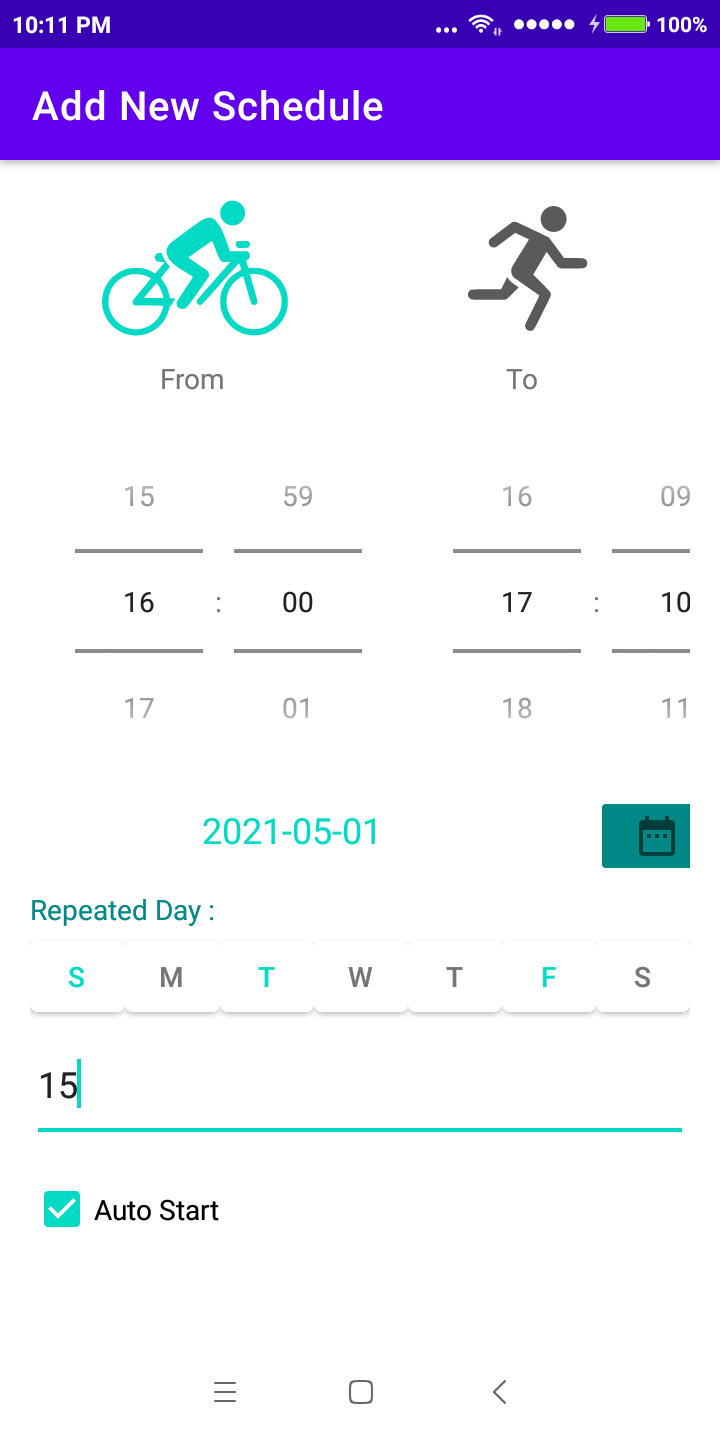 10:11 PM 100%
Add New Schedule
From To
15 59 16 09
16 : 00 17 : 10
17 01 18 11
2021-05-01
Repeated Day :
S M T W T F S
15
Auto Start